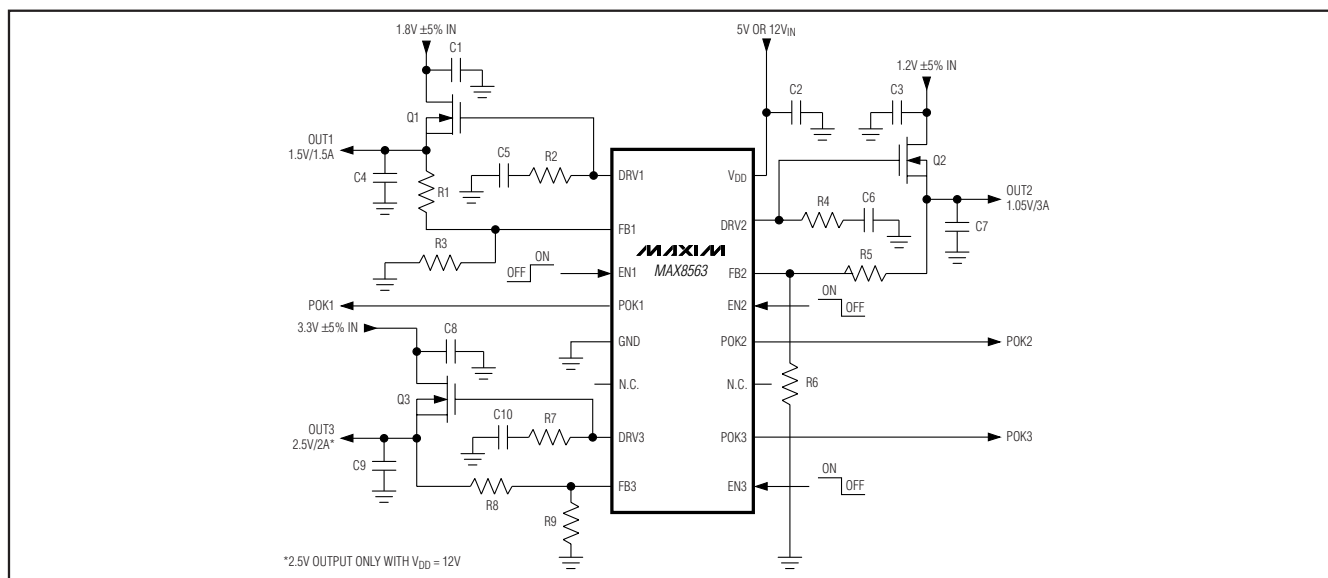 1.8V ±5% IN
C1
5V OR 12VIN
1.2V ±5% IN
C2
C3
Q1
Q2
OUT1
1.5V/1.5A
C4
C5
R2
R1
DRV1
VDD
OUT2
1.05V/3A
R4
C6
C7
DRV2
R3
FB1
MAXIM
MAX8563
R5
FB2
ON
OFF
EN1
EN2
ON
OFF
POK1
POK1
3.3V ±5% IN
C8
GND
POK2
POK2
N.C.
N.C.
R6
Q3
C10
R7
OUT3
2.5V/2A*
C9
DRV3
POK3
POK3
R8
FB3
R9
EN3
ON
OFF
*2.5V OUTPUT ONLY WITH VDD = 12V